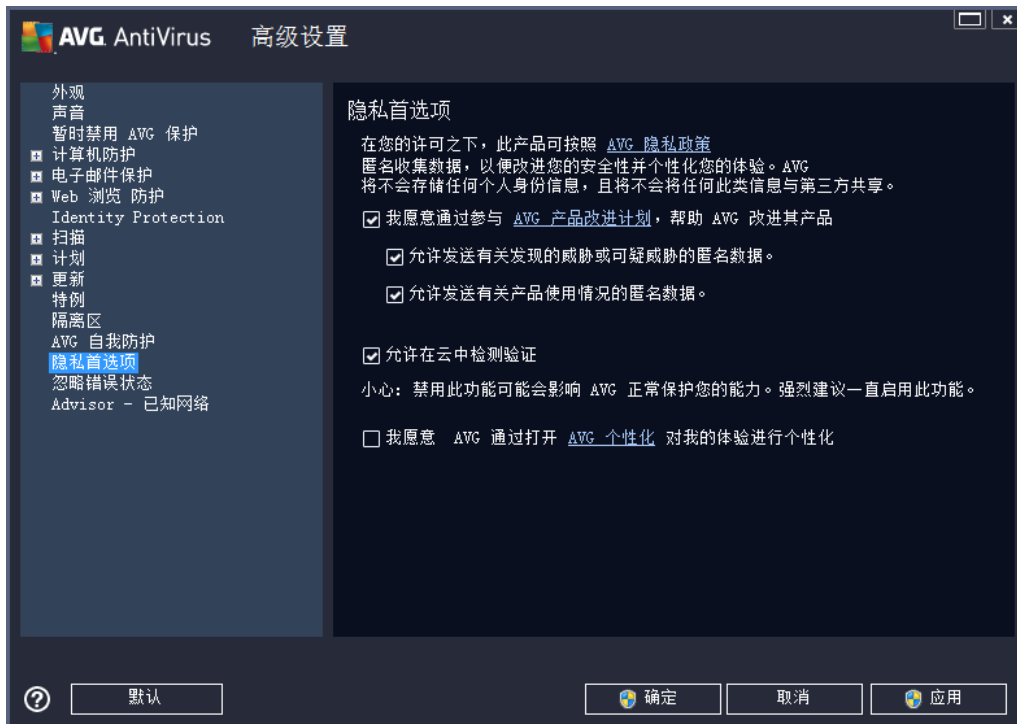 AVG. AntiVirus 高级设置
外观
声音
暂时禁用 AVG 保护
计算机防护
电子邮件保护
Web 浏览 防护
Identity Protection
扫描
计划
更新
特例
隔离区
AVG 自我防护
隐私首选项
忽略错误状态
Advisor - 已知网络
隐私首选项
在您的许可之下，此产品可按照 AVG 隐私政策
匿名收集数据，以便改进您的安全性并个性化您的体验。AVG
将不会存储任何个人身份信息，且将不会将任何此类信息与第三方共享。
我愿意通过参与 AVG 产品改进计划，帮助 AVG 改进其产品
允许发送有关发现的威胁或可疑威胁的匿名数据。
允许发送有关产品使用情况的匿名数据。
允许在云中检测验证
小心: 禁用此功能可能会影响 AVG 正常保护您的能力。强烈建议一直启用此功能。
我愿意 AVG 通过打开 AVG 个性化 对我的体验进行个性化
默认
确定
取消
应用